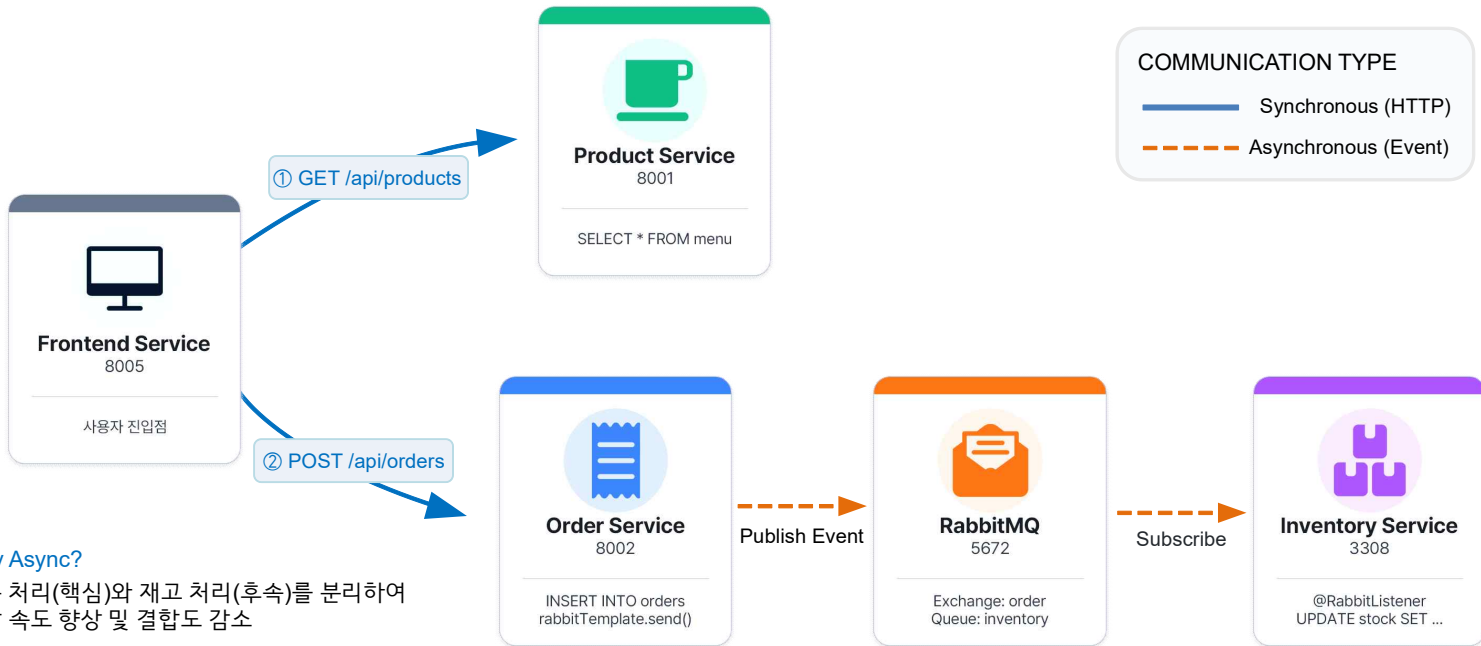 COMMUNICATION TYPE
Synchronous (HTTP)
Asynchronous (Event)
Product Service
8001
SELECT * FROM menu
① GET /api/products
Frontend Service
8005
사용자 진입점
② POST /api/orders
Order Service
8002
INSERT INTO orders
rabbitTemplate.send()
Publish Event
RabbitMQ
5672
Exchange: order
Queue: inventory
Subscribe
Inventory Service
3308
@RabbitListener
UPDATE stock SET ...
Async?
처리(핵심)와 재고 처리(후속)를 분리하여
속도 향상 및 결합도 감소